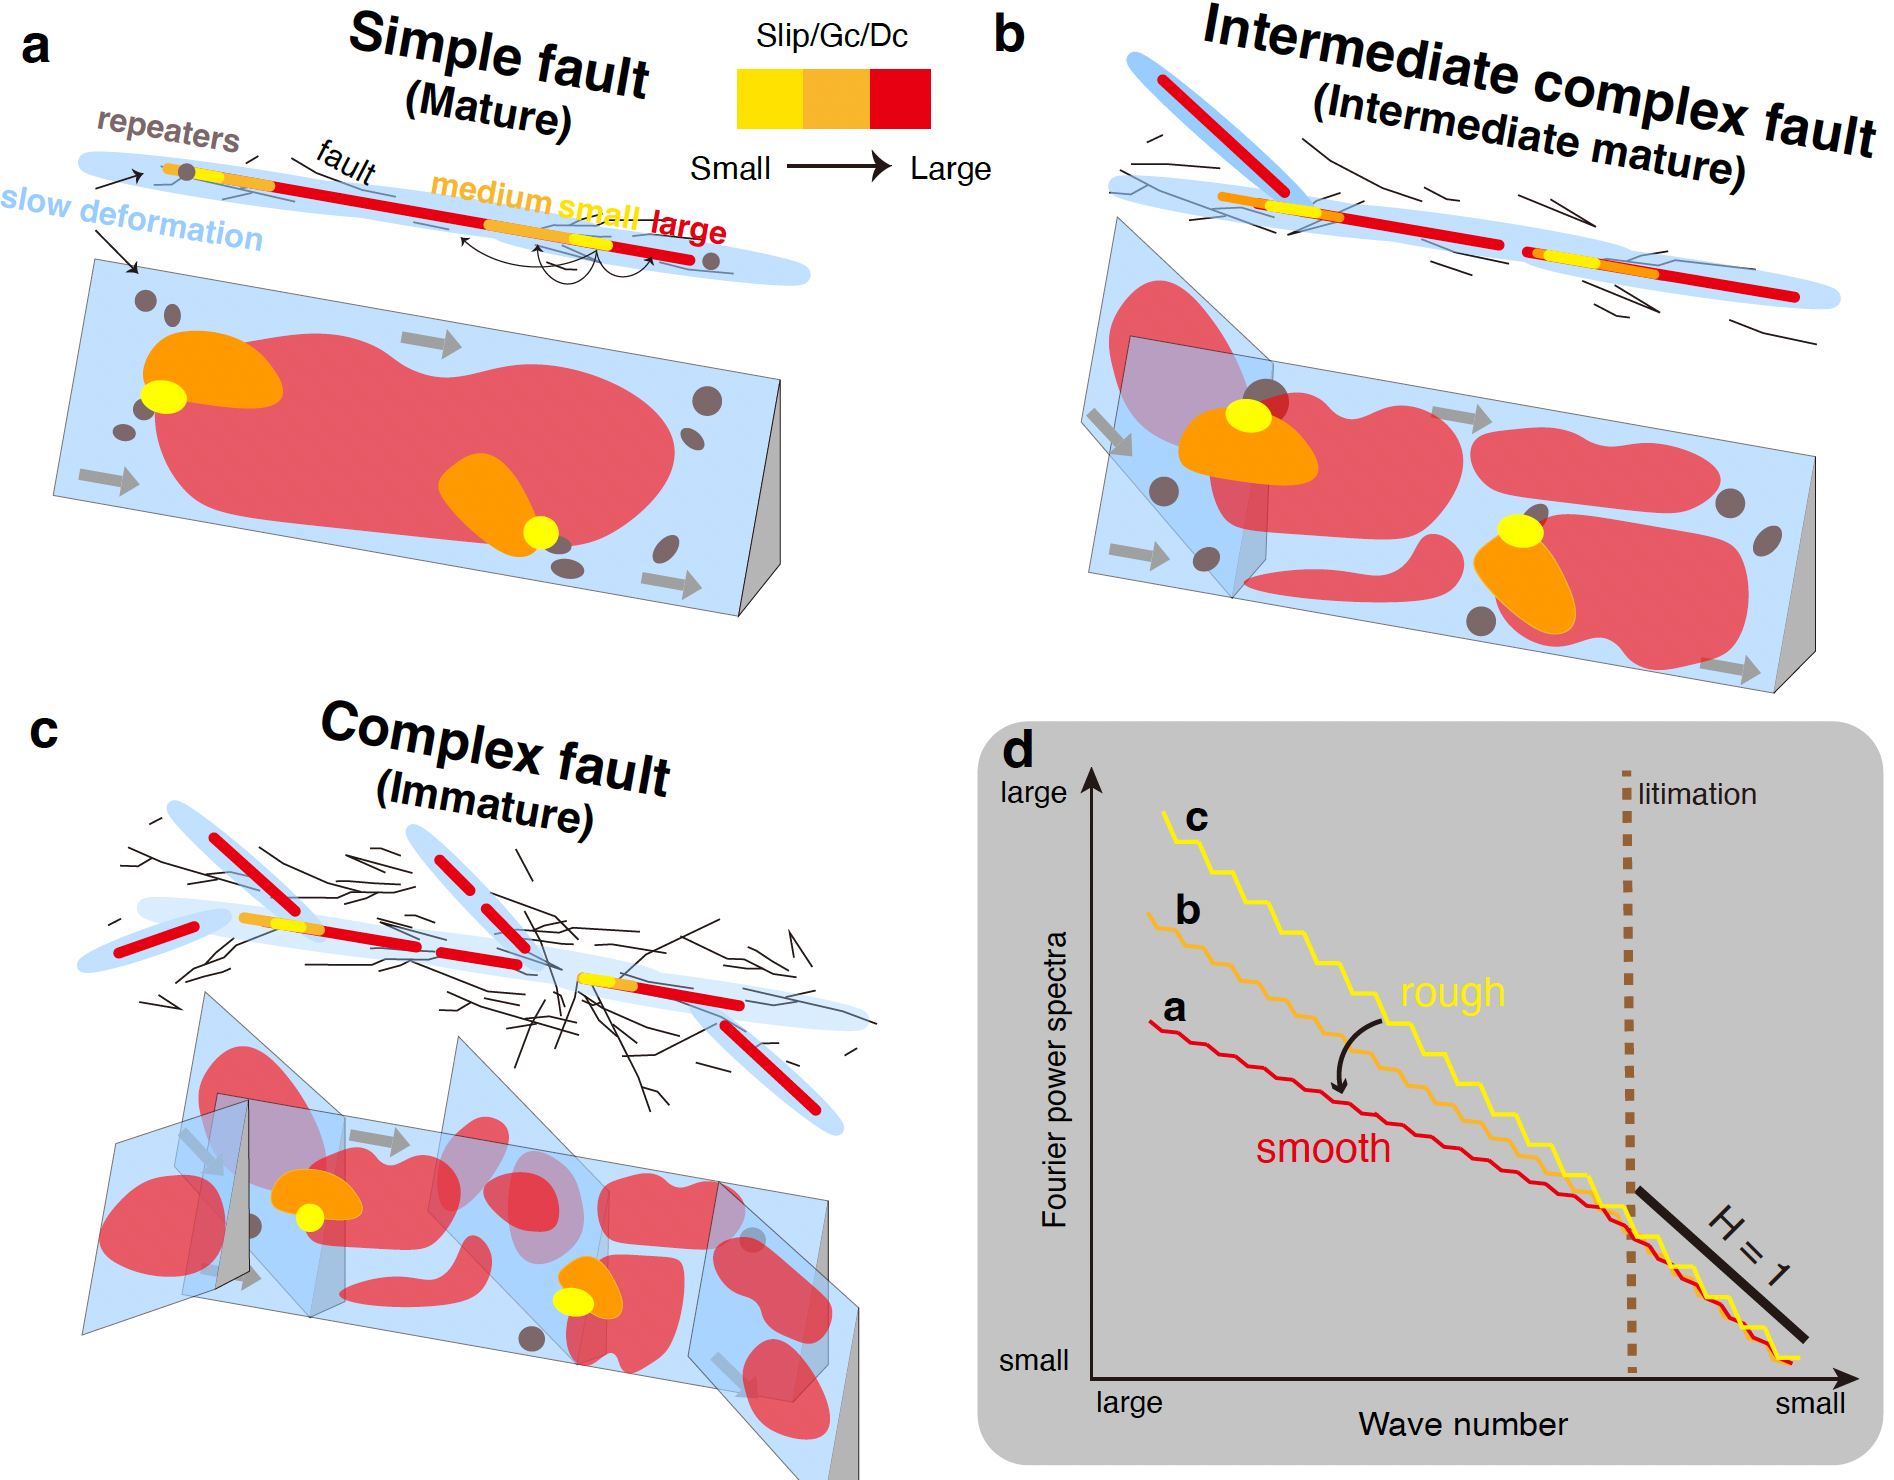 a
Simple fault
(Mature)
Slip/Gc/Dc
Small
Large
repeaters
fault
slow deformation
medium
small
large
b
Intermediate complex fault
(Intermediate mature)
c
Complex fault
(Immature)
d
large
litimation
c
b
a
rough
smooth
H = 1
Fourier power spectra
small
large
small
Wave number